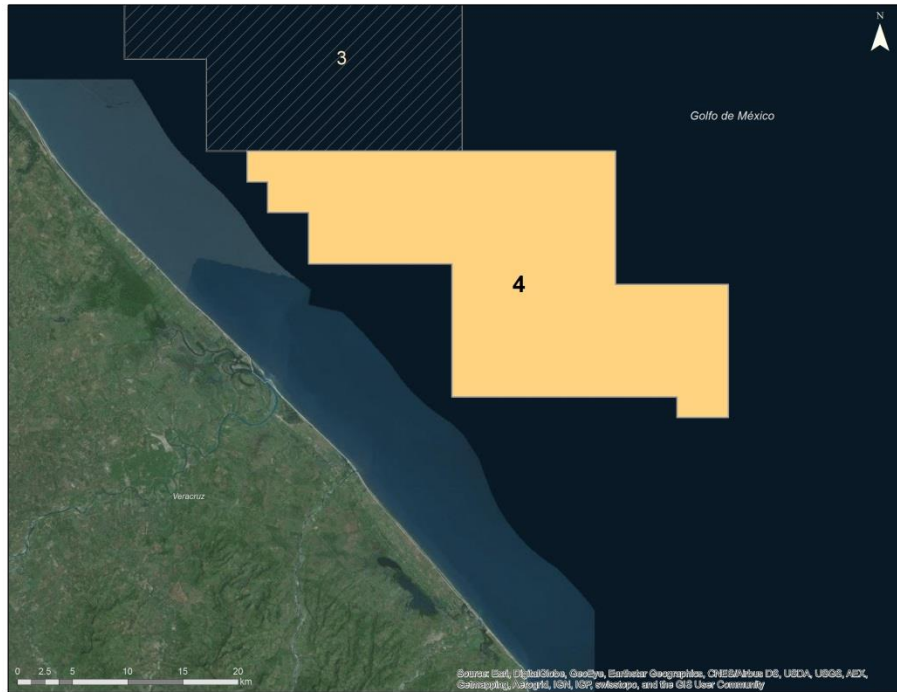 N
3
Golfo de México
4
Veracruz
0 2.5 5 10 15 20
km
Source: Esri, DigitalGlobe, GeoEye, Earthstar Geographics, CNES/Airbus DS, USDA, USGS, AEX,
Getmapping, Aerogrid, IGN, IGP, swisstopo, and the GIS User Community